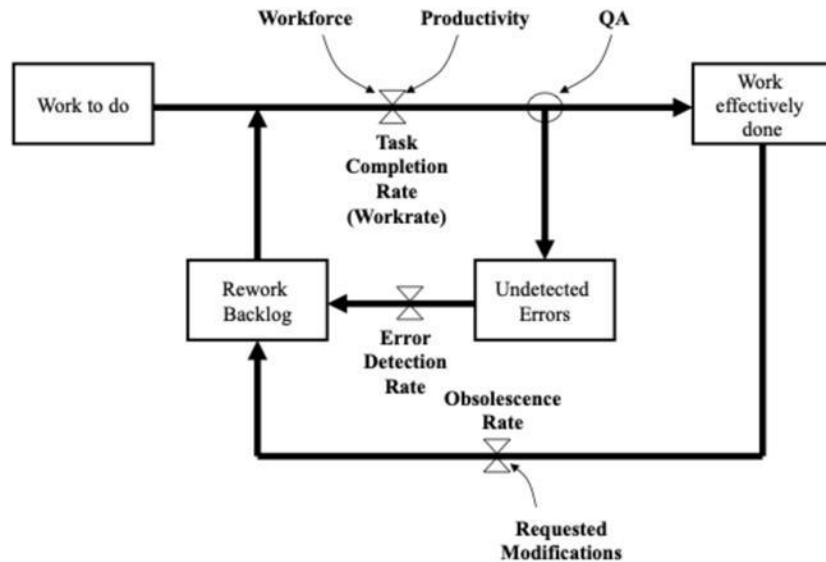 Workforce
Productivity
QA
Work to do
Work
effectively
done
Task
Completion
Rate
(Workrate)
Rework
Backlog
Undetected
Errors
Error
Detection
Rate
Obsolescence
Rate
Requested
Modifications